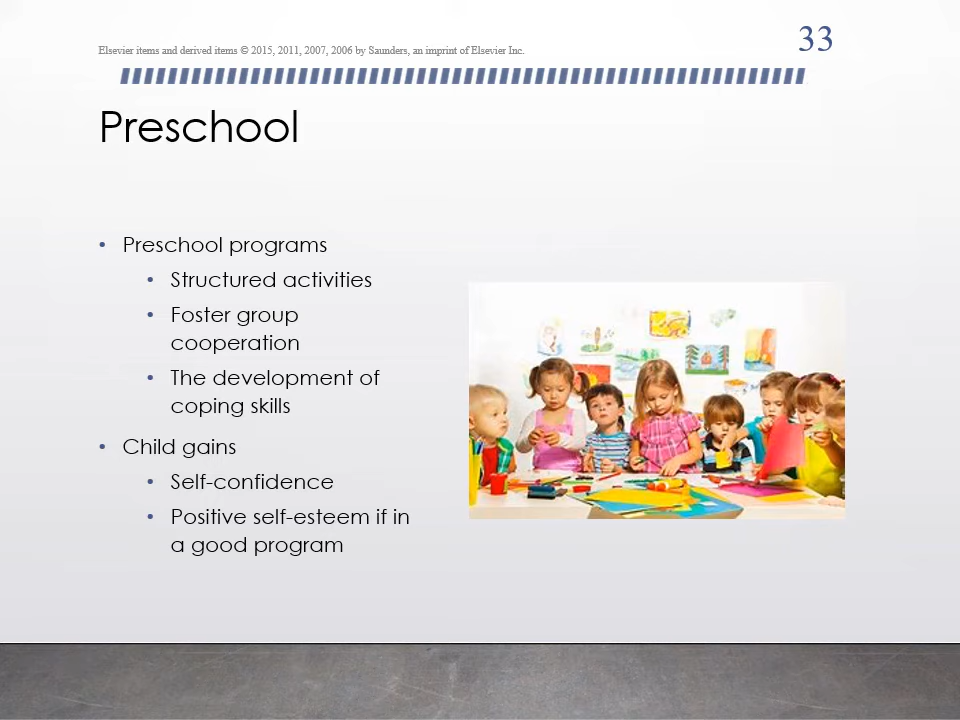 Elsevier items and derived items © 2015, 2011, 2007, 2006 by Saunders, an imprint of Elsevier Inc.
33
Preschool
• Preschool programs
• Structured activities
• Foster group
cooperation
• The development of
coping skills
• Child gains
• Self-confidence
• Positive self-esteem if in
a good program